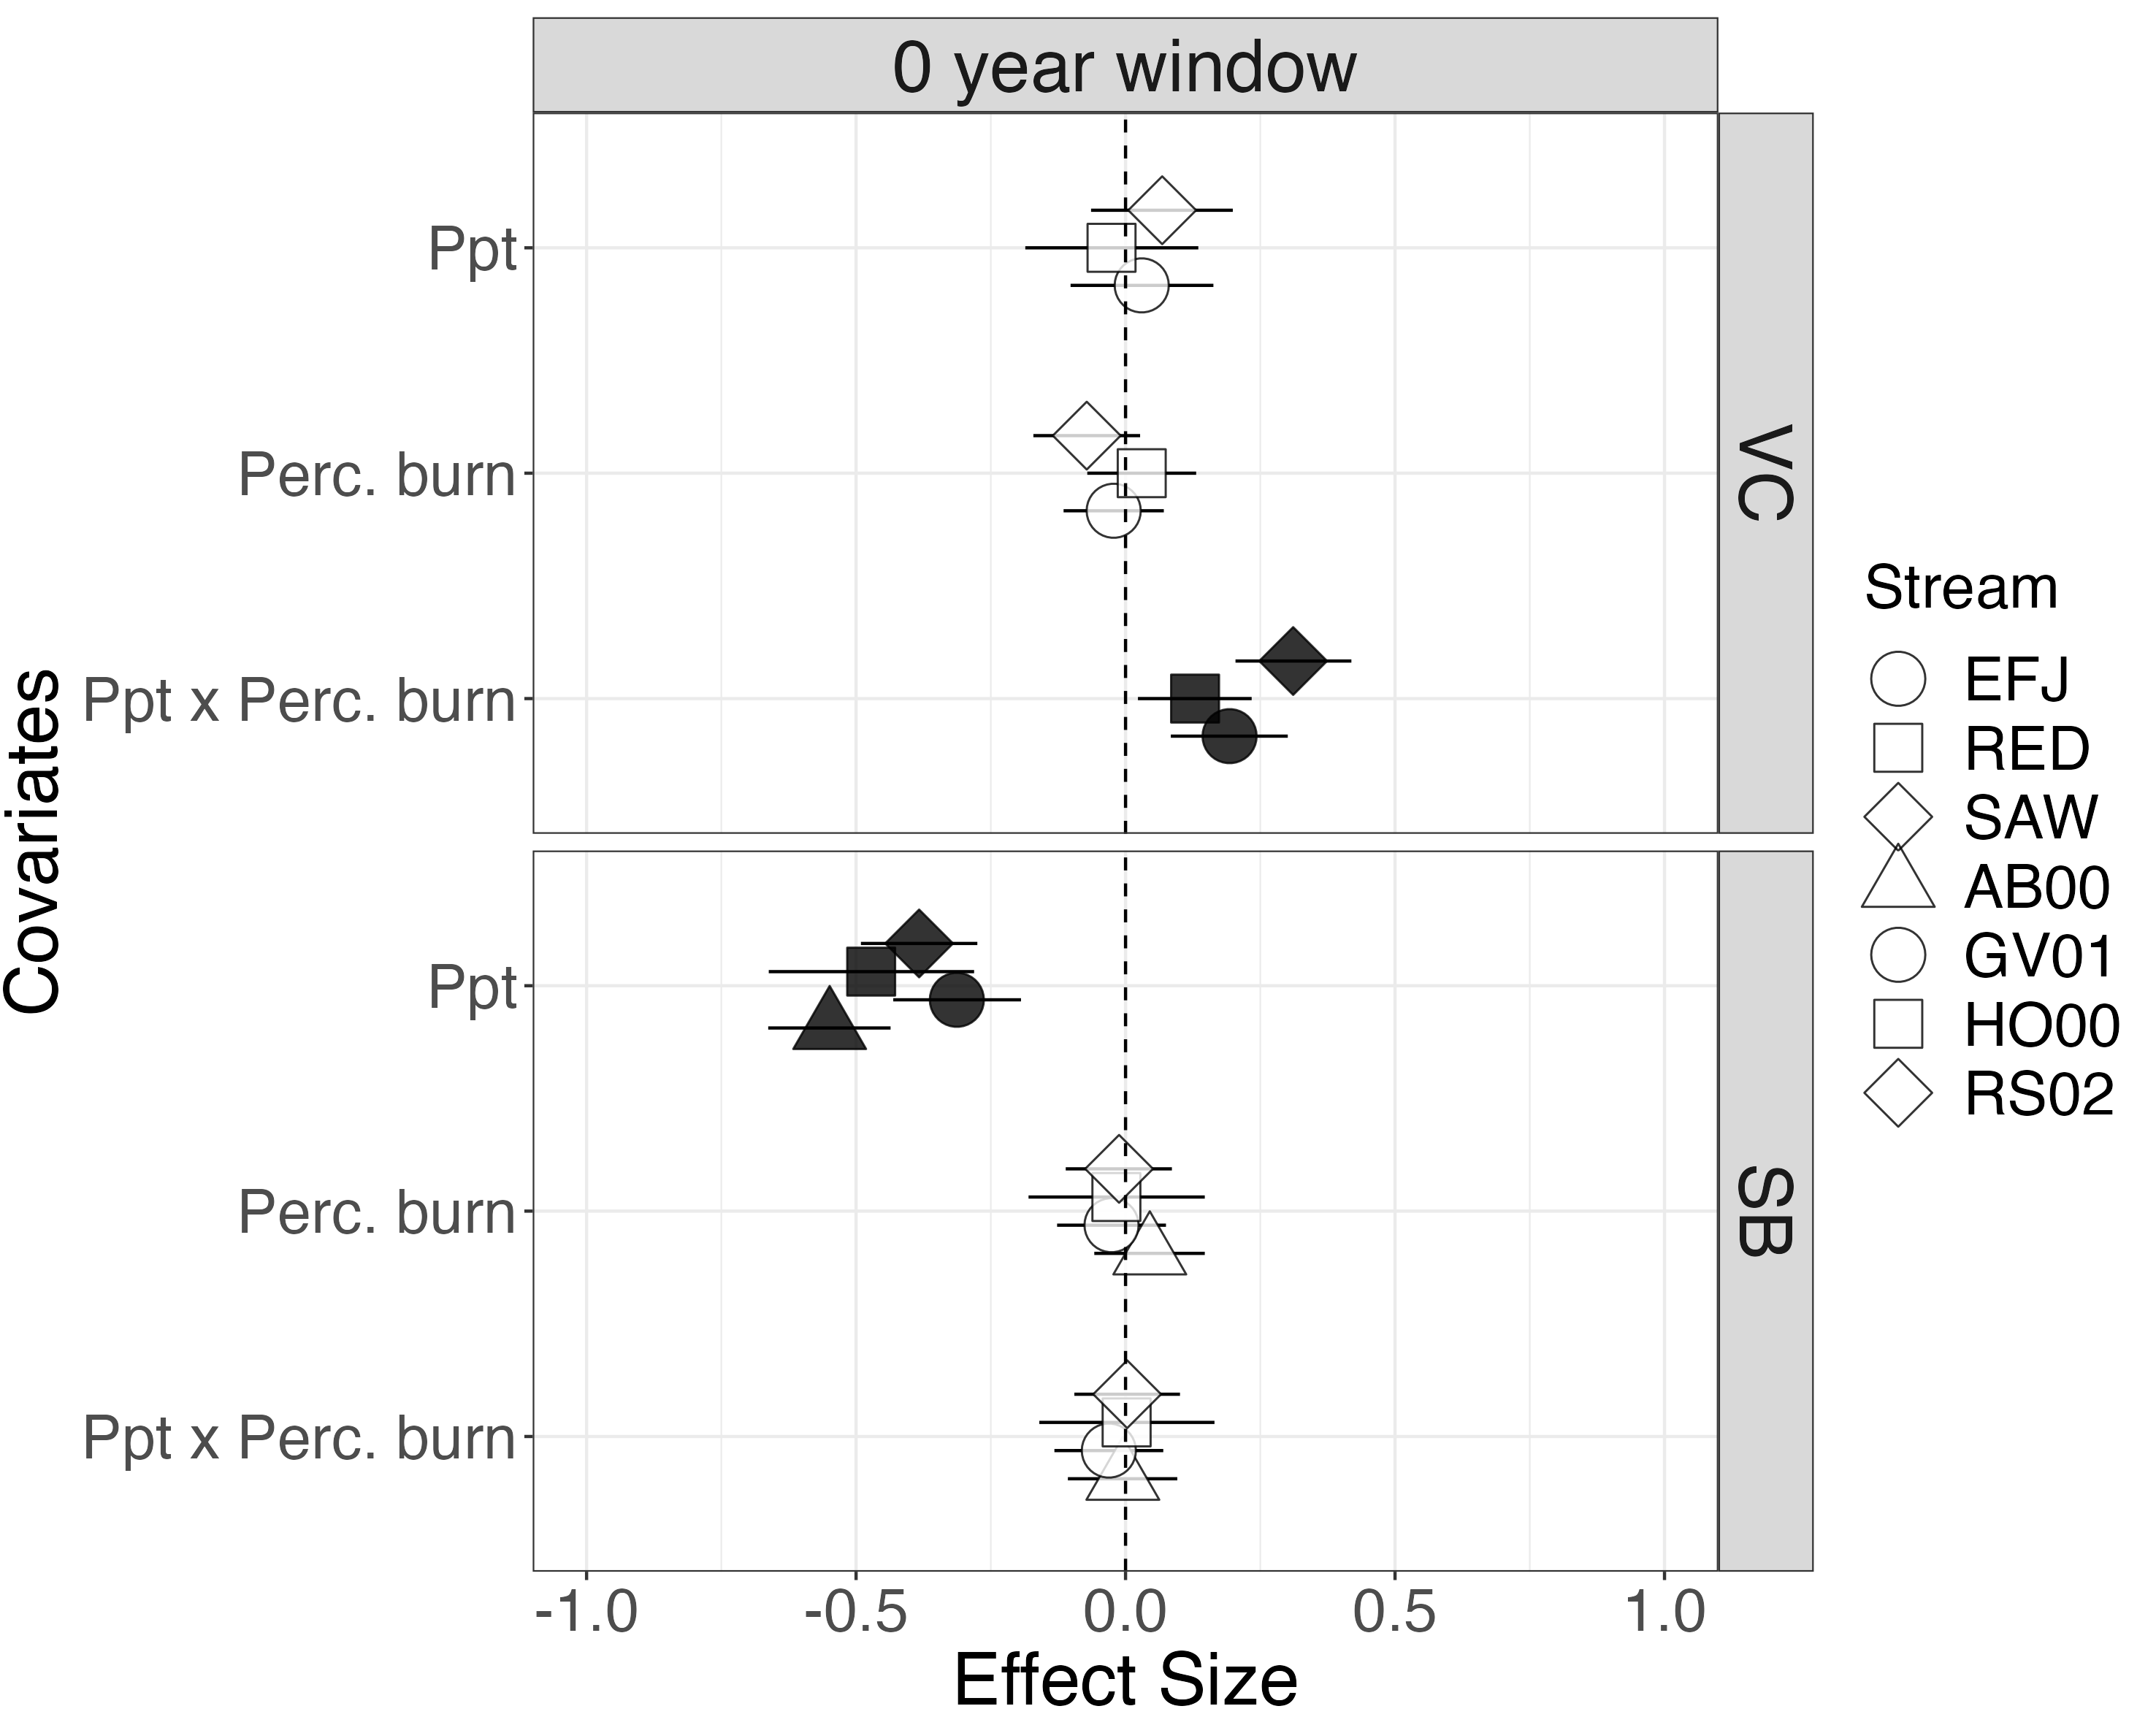 0 year window
Covariates
Ppt
Perc. burn
Ppt x Perc. burn
VC
Ppt
Perc. burn
Ppt x Perc. burn
SB
-1.0
-0.5
0.0
0.5
1.0
Effect Size
Stream
EFJ
RED
SAW
AB00
GV01
HO00
RS02